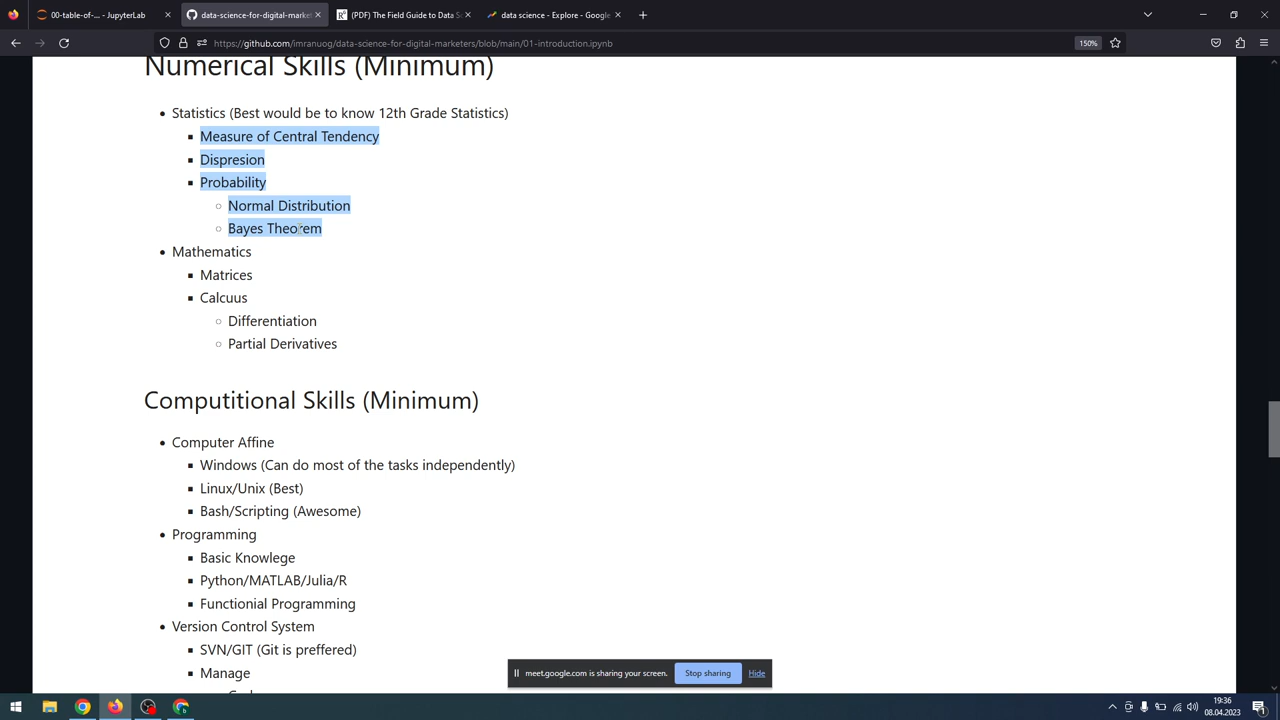 00-table-of-... - JupyterLab
data-science-for-digital-market
(PDF) The Field Guide to Data Sc
data science - Explore - Google
https://github.com/imranuog/data-science-for-digital-marketers/blob/main/01-introduction.ipynb
150%
Numerical Skills (Minimum)
Statistics (Best would be to know 12th Grade Statistics)
Measure of Central Tendency
Dispresion
Probability
Normal Distribution
Bayes Theorem
Mathematics
Matrices
Calcuus
Differentiation
Partial Derivatives
Computitional Skills (Minimum)
Computer Affine
Windows (Can do most of the tasks independently)
Linux/Unix (Best)
Bash/Scripting (Awesome)
Programming
Basic Knowlege
Python/MATLAB/Julia/R
Functionial Programming
Version Control System
SVN/GIT (Git is preffered)
Manage
meet.google.com is sharing your screen.
Stop sharing
Hide
19:36
08.04.2023